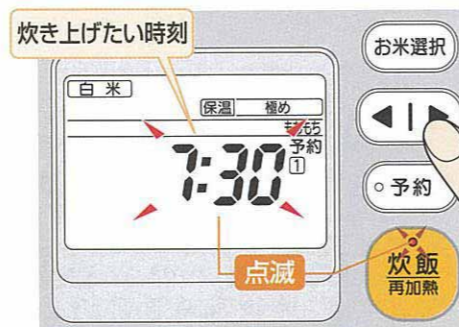 炊き上げたい時刻
お米選択
白米
保温 極め
もちもち
予約
1
7:30
予約
点滅
炊飯
再加熱